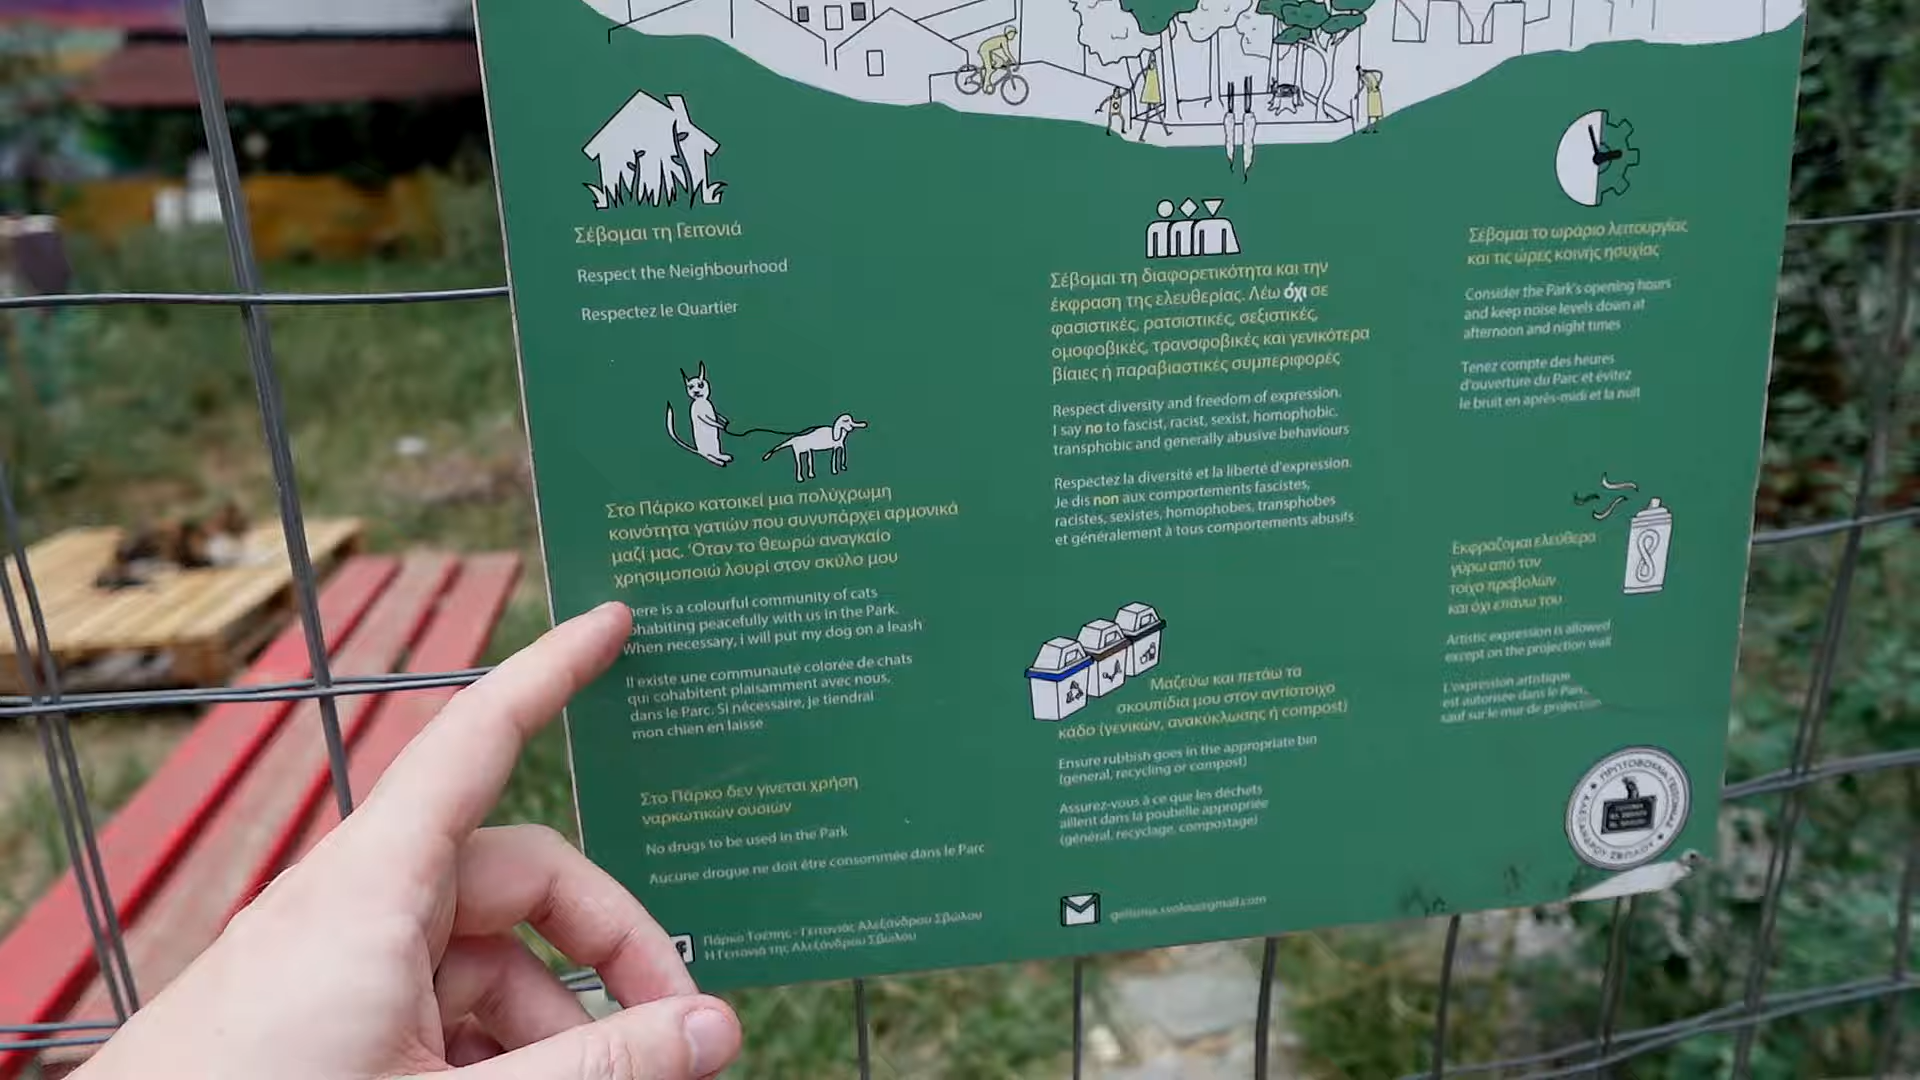 Σέβομαι τη Γειτονιά
Respect the Neighbourhood
Respectez le Quartier
Στο Πάρκο κατοικεί μια πολύχρωμη
κοινότητα γατιών που συνυπάρχει αρμονικά
μαζί μας. Όταν το θεωρώ αναγκαίο
χρησιμοποιώ λουρί στον σκύλο μου
here is a colourful community of cats
ohabiting peacefully with us in the Park.
When necessary, i will put my dog on a leash
Il existe une communauté colorée de chats
qui cohabitent plaisamment avec nous,
dans le Parc. Si nécessaire, je tiendrai
mon chien en laisse
Στο Πάρκο δεν γίνεται χρήση
ναρκωτικών ουσιών
No drugs to be used in the Park
Aucune drogue ne doit être consommée dans le Parc
Πάρκο Τσέπης - Γειτονιάς Αλεξάνδρου Σβώλου
Η Γειτονιά της Αλεξάνδρου Σβώλου
Σέβομαι τη διαφορετικότητα και την
έκφραση της ελευθερίας. Λέω όχι σε
φασιστικές, ρατσιστικές, σεξιστικές,
ομοφοβικές, τρανσφοβικές και γενικότερα
βίαιες ή παραβιαστικές συμπεριφορές
Respect diversity and freedom of expression.
I say no to fascist, racist, sexist, homophobic.
transphobic and generally abusive behaviours
Respectez la diversité et la liberté d'expression.
Je dis non aux comportements fascistes,
racistes, sexistes, homophobes, transphobes
et généralement à tous comportements abusifs
Μαζεύω και πετάω τα
σκουπίδια μου στον αντίστοιχο
κάδο (γενικών, ανακύκλωσης ή compost)
Ensure rubbish goes in the appropriate bin
(general, recycling or compost)
Assurez-vous à ce que les déchets
aillent dans la poubelle appropriée
(général, recyclage, compostage)
geitonia.svolou@gmail.com
Σέβομαι το ωράριο λειτουργίας
και τις ώρες κοινής ησυχίας
Consider the Park's opening hours
and keep noise levels down at
afternoon and night times
Tenez compte des heures
d'ouverture du Parc et évitez
le bruit en après-midi et la nuit
Εκφράζομαι ελεύθερα
γύρω από τον
τοίχο προβολών
και όχι επάνω του
Artistic expression is allowed
except on the projection wall
L'expression artistique
est autorisée dans le Parc,
sauf sur le mur de projection
ΠΡΩΤΟΒΟΥΛΙΑ ΓΕΙΤΟΝΙΑΣ
ΑΛΕΞΑΝΔΡΟΥ ΣΒΩΛΟΥ